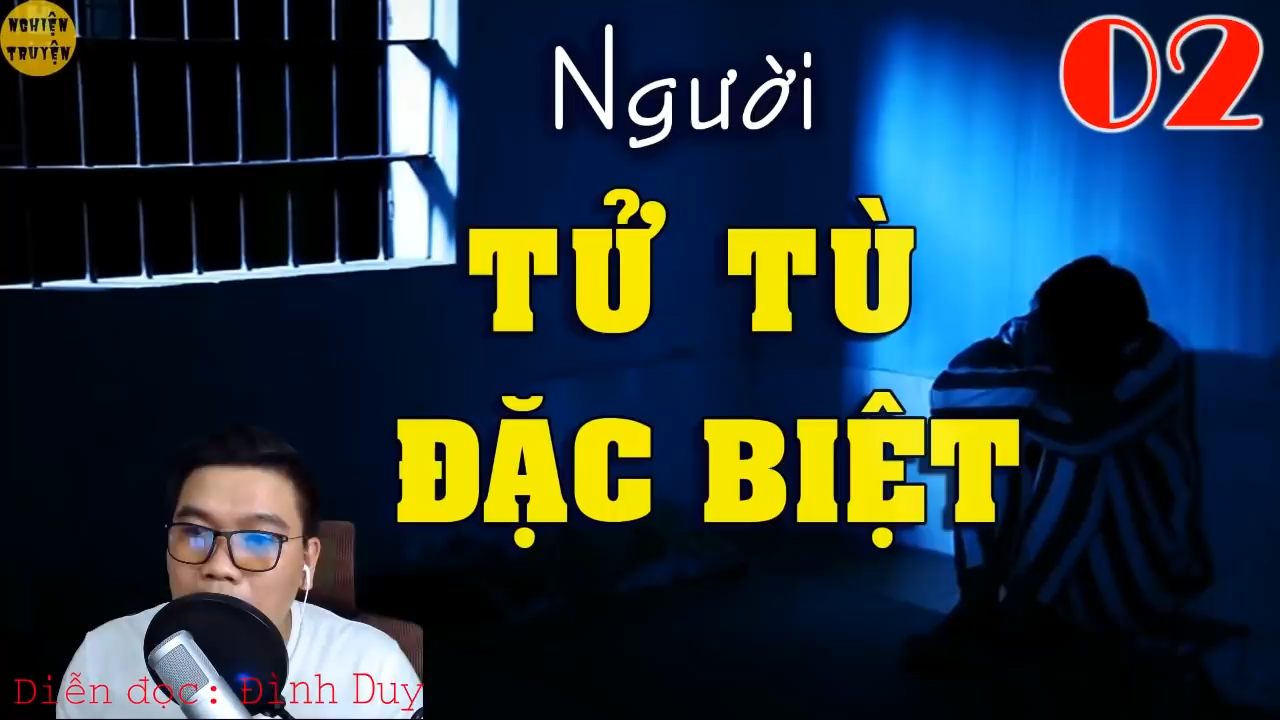 NGHIỆN
TRUYỆN
02
Người
TỬ TÙ
ĐẶC BIỆT
Diễn đọc: Đình Duy